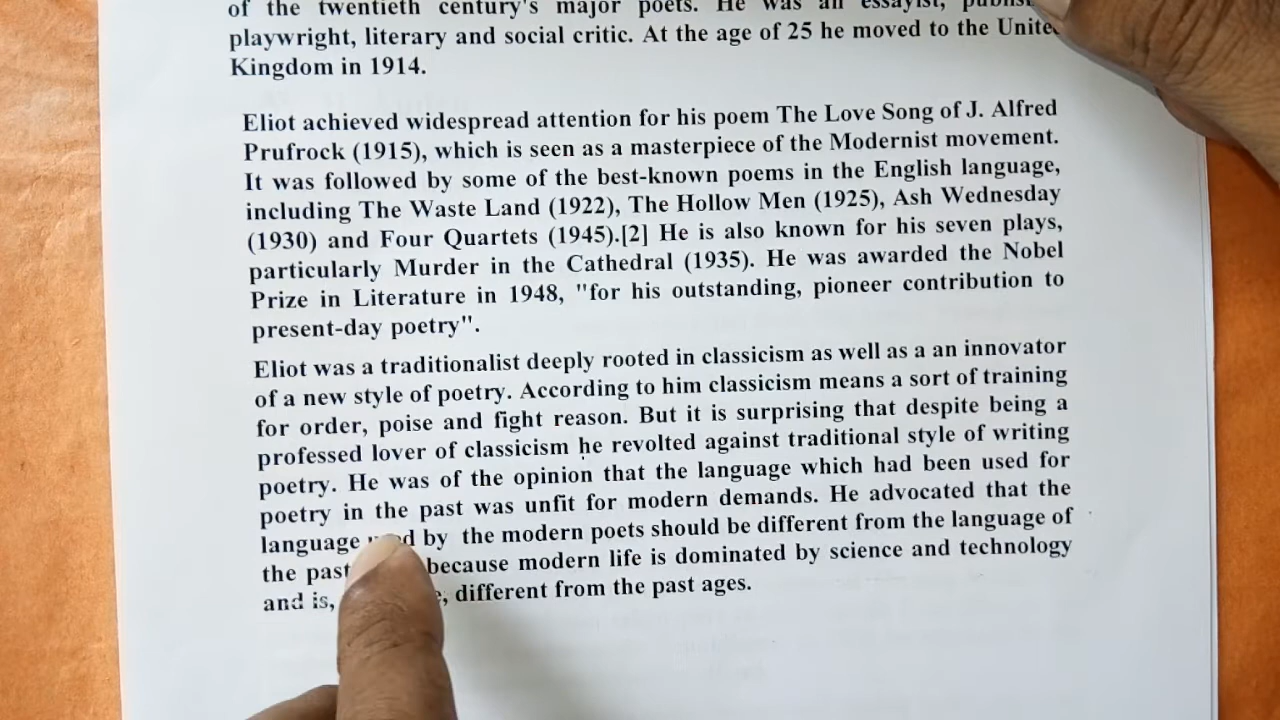 of the twentieth century's major poets. He was an essayist,
playwright, literary and social critic. At the age of 25 he moved to the
Kingdom in 1914.
Eliot achieved widespread attention for his poem The Love Song of J. Alfred
Prufrock (1915), which is seen as a masterpiece of the Modernist movement.
It was followed by some of the best-known poems in the English language,
including The Waste Land (1922), The Hollow Men (1925), Ash Wednesday
(1930) and Four Quartets (1945).[2] He is also known for his seven plays,
particularly Murder in the Cathedral (1935). He was awarded the Nobel
Prize in Literature in 1948, "for his outstanding, pioneer contribution to
present-day poetry".
Eliot was a traditionalist deeply rooted in classicism as well as a an innovator
of a new style of poetry. According to him classicism means a sort of training
for order, poise and fight reason. But it is surprising that despite being a
professed lover of classicism he revolted against traditional style of writing
poetry. He was of the opinion that the language which had been used for
poetry in the past was unfit for modern demands. He advocated that the
language by the modern poets should be different from the language of
the past because modern life is dominated by science and technology
and is, different from the past ages.